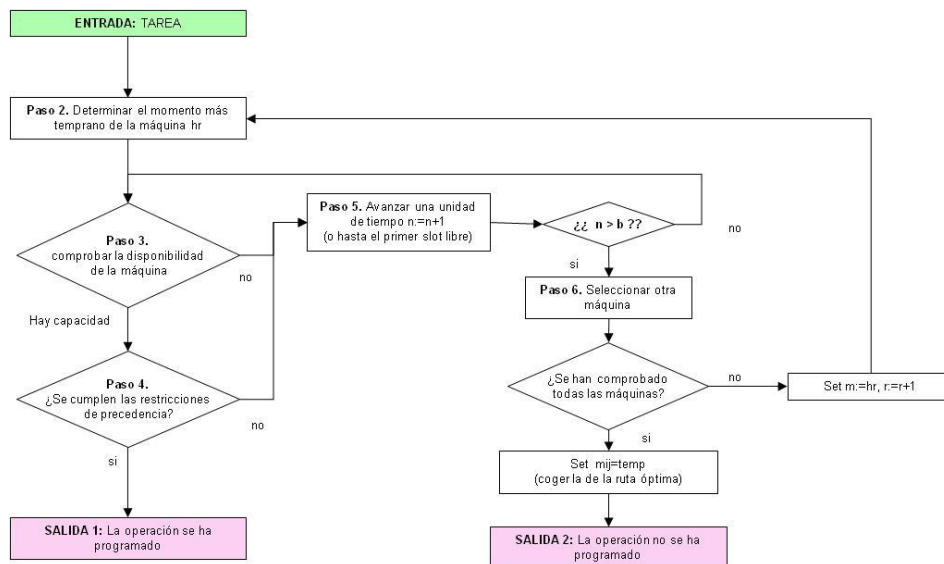 ENTRADA: TAREA
Paso 2. Determinar el momento más
temprano de la máquina hr
Paso 3.
comprobar la disponibilidad
de la máquina
no
Hay capacidad
Paso 4.
¿Se cumplen las restricciones
de precedencia?
no
si
SALIDA 1: La operación se ha
programado
Paso 5. Avanzar una unidad
de tiempo n:=n+1
(o hasta el primer slot libre)
¿¿ n > b ??
no
si
Paso 6. Seleccionar otra
máquina
¿Se han comprobado
todas las máquinas?
no
Set m:=hr, r:=r+1
si
Set mij=temp
(coger la de la ruta óptima)
SALIDA 2: La operación no se ha
programado